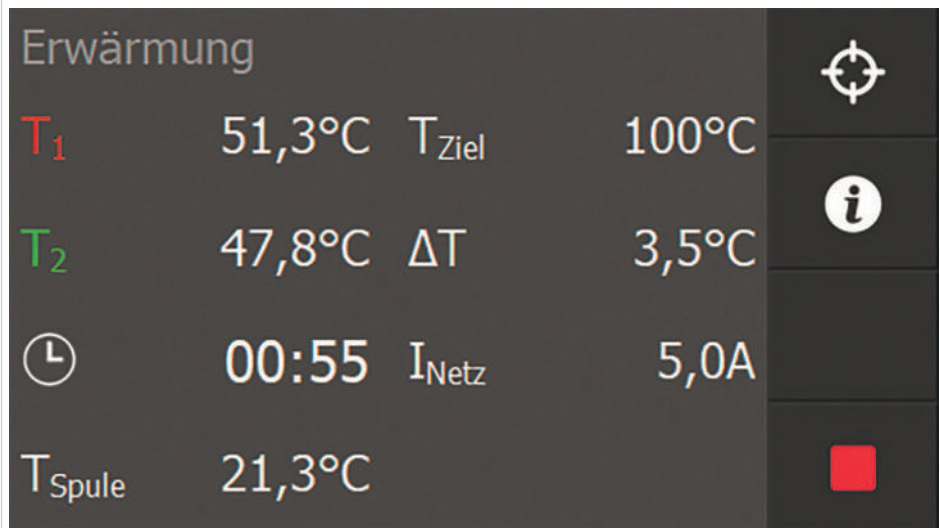 Erwärmung
T1 51,3°C TZiel 100°C
T2 47,8°C ΔT 3,5°C
00:55 INetz 5,0A
TSpule 21,3°C